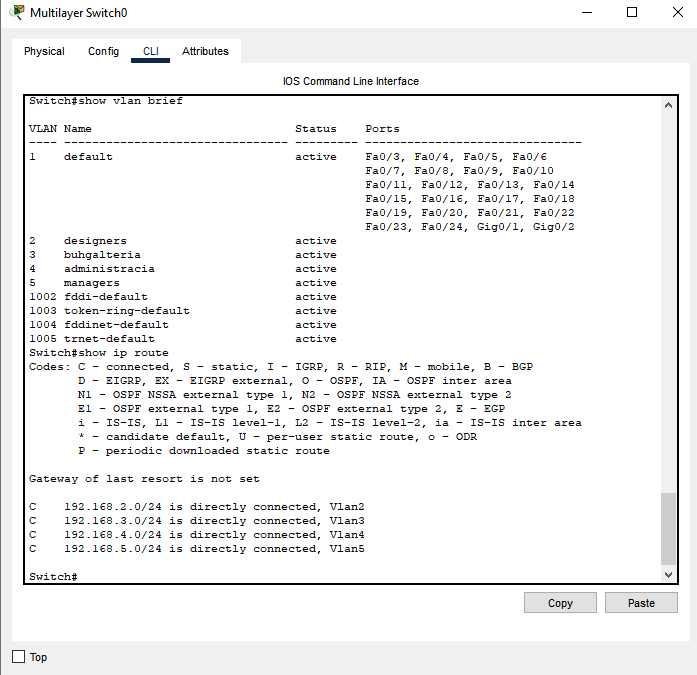 Multilayer Switch0
Physical Config CLI Attributes
IOS Command Line Interface
Switch#show vlan brief
VLAN Name Status Ports
---- -------------------------------- --------- -------------------------------
1 default active Fa0/3, Fa0/4, Fa0/5, Fa0/6
Fa0/7, Fa0/8, Fa0/9, Fa0/10
Fa0/11, Fa0/12, Fa0/13, Fa0/14
Fa0/15, Fa0/16, Fa0/17, Fa0/18
Fa0/19, Fa0/20, Fa0/21, Fa0/22
Fa0/23, Fa0/24, Gig0/1, Gig0/2
2 designers active
3 buhgalteria active
4 administracia active
5 managers active
1002 fddi-default active
1003 token-ring-default active
1004 fddinet-default active
1005 trnet-default active
Switch#show ip route
Codes: C - connected, S - static, I - IGRP, R - RIP, M - mobile, B - BGP
D - EIGRP, EX - EIGRP external, O - OSPF, IA - OSPF inter area
N1 - OSPF NSSA external type 1, N2 - OSPF NSSA external type 2
E1 - OSPF external type 1, E2 - OSPF external type 2, E - EGP
i - IS-IS, L1 - IS-IS level-1, L2 - IS-IS level-2, ia - IS-IS inter area
* - candidate default, U - per-user static route, o - ODR
P - periodic downloaded static route
Gateway of last resort is not set
C 192.168.2.0/24 is directly connected, Vlan2
C 192.168.3.0/24 is directly connected, Vlan3
C 192.168.4.0/24 is directly connected, Vlan4
C 192.168.5.0/24 is directly connected, Vlan5
Switch#
Copy Paste
Top